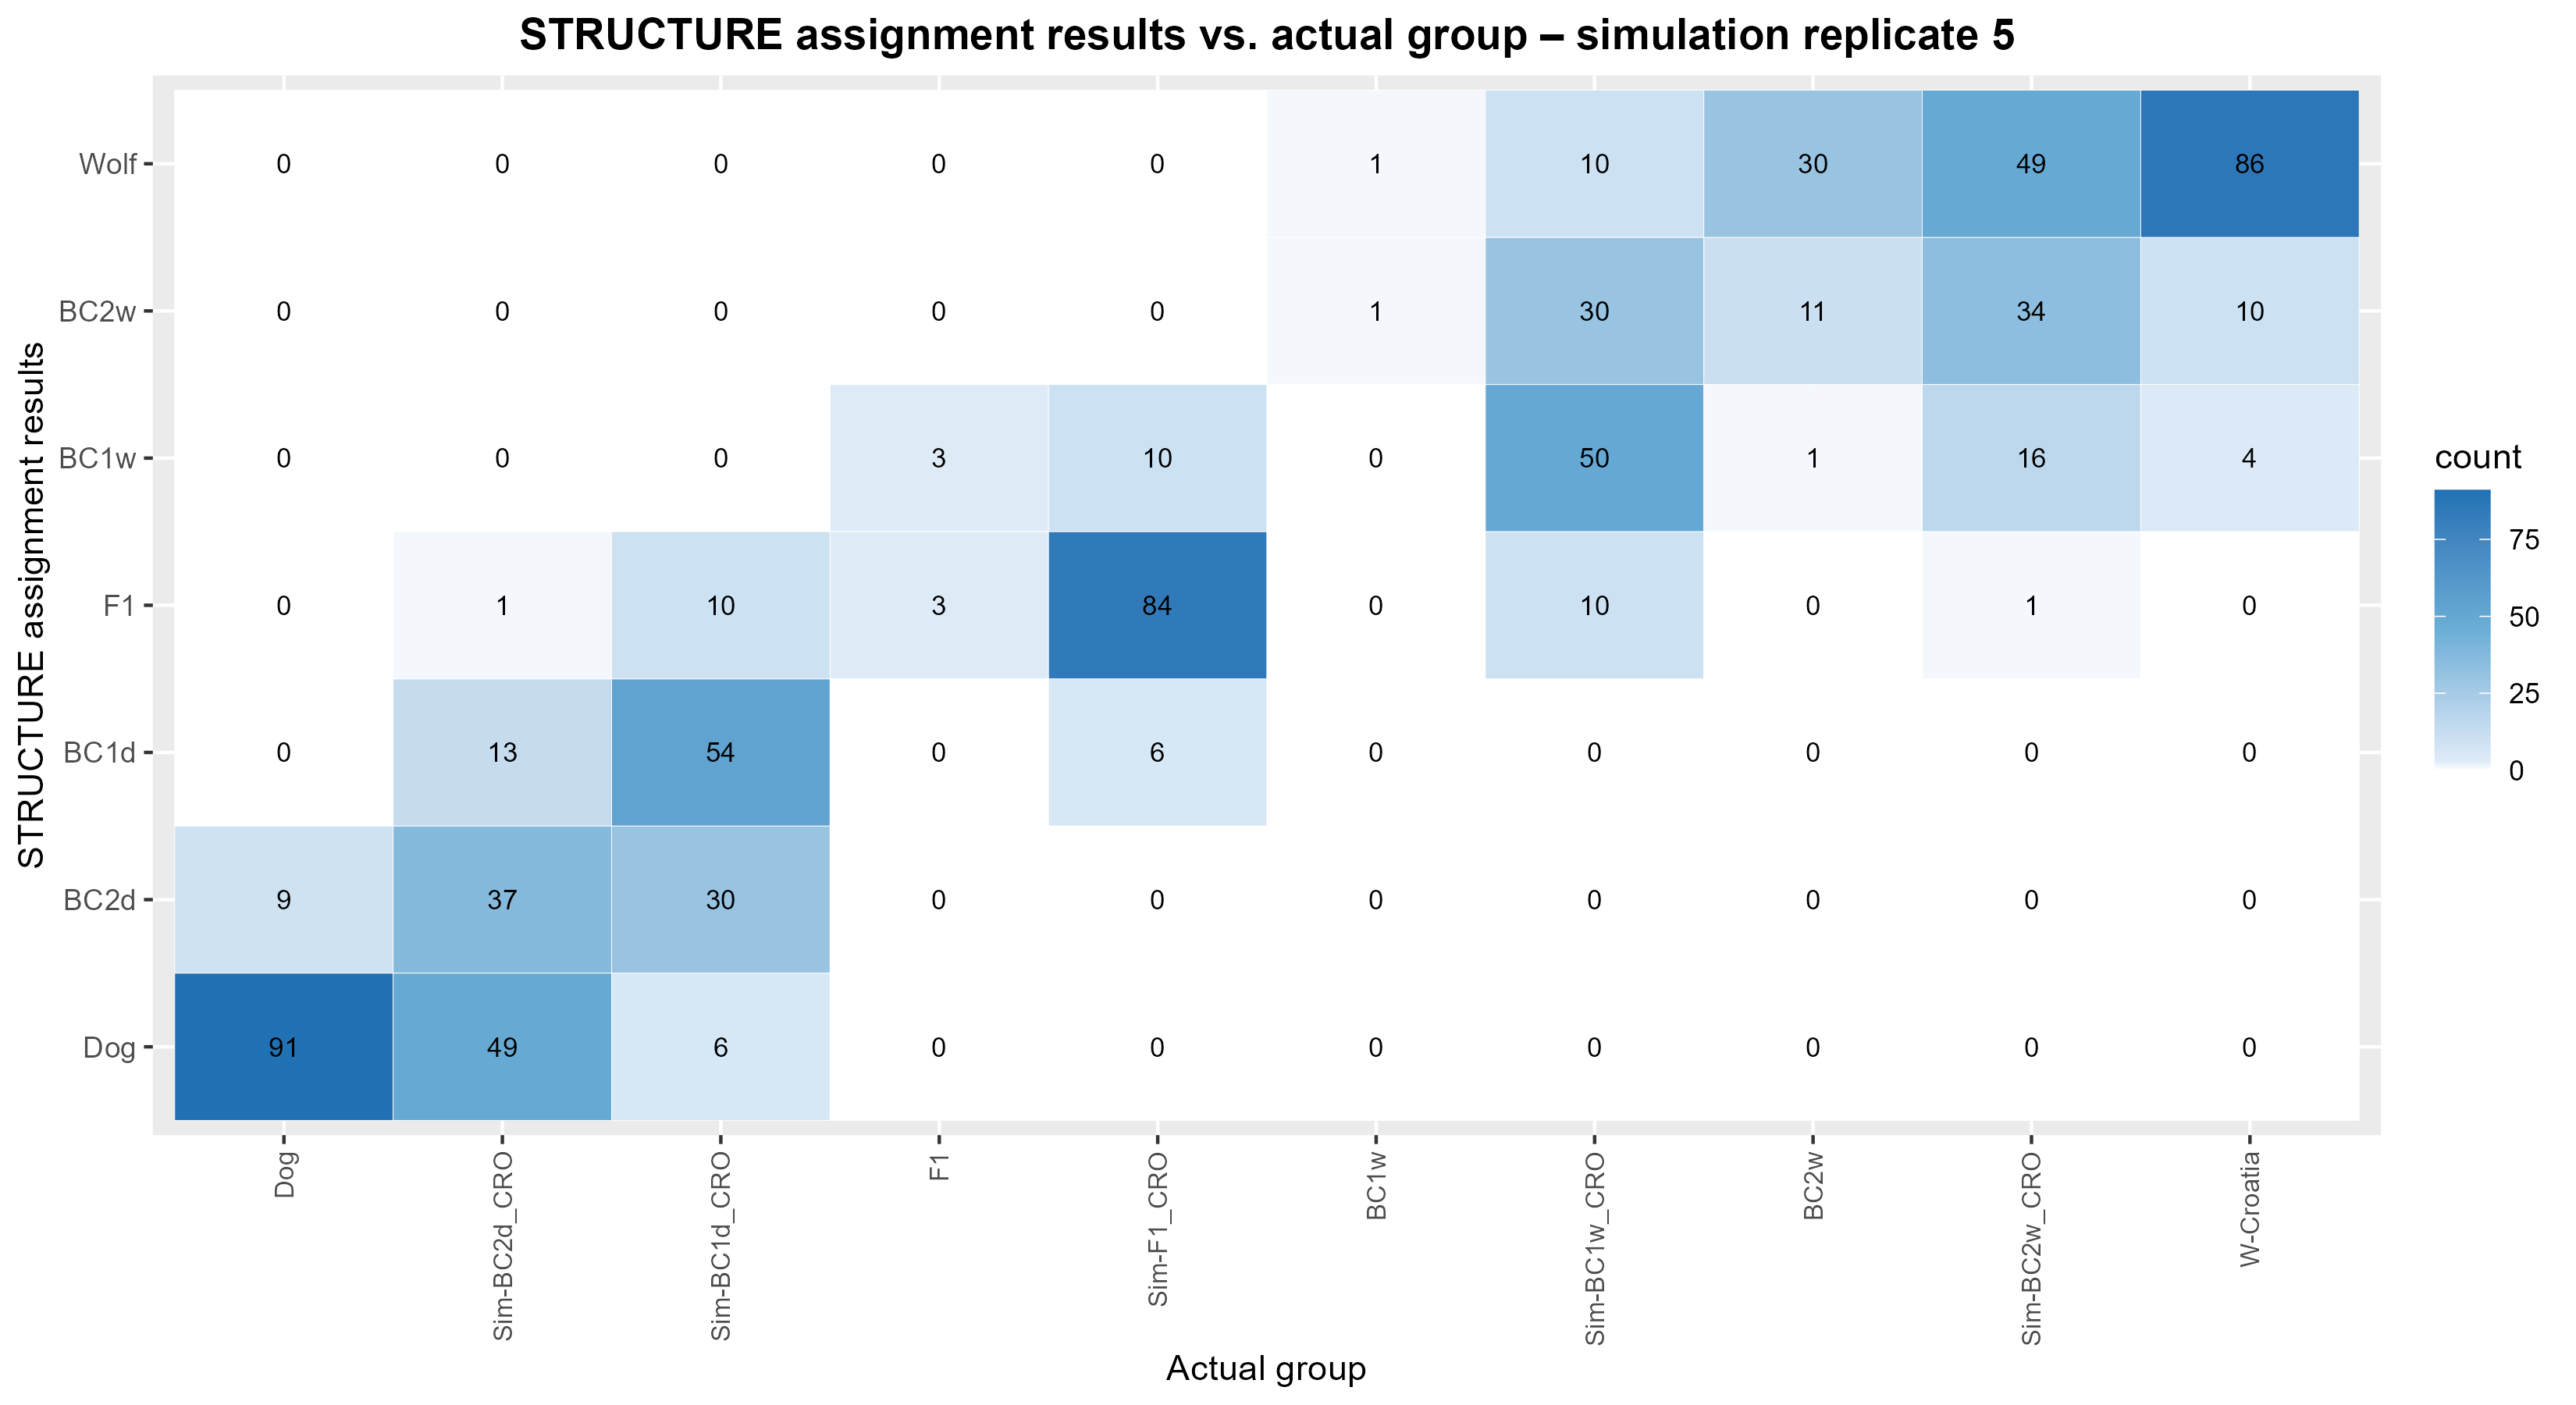 STRUCTURE assignment results vs. actual group – simulation replicate 5
STRUCTURE assignment results
Wolf 0 0 0 0 0 1 10 30 49 86
BC2w 0 0 0 0 0 1 30 11 34 10
BC1w 0 0 0 3 10 0 50 1 16 4
F1 0 1 10 3 84 0 10 0 1 0
BC1d 0 13 54 0 6 0 0 0 0 0
BC2d 9 37 30 0 0 0 0 0 0 0
Dog 91 49 6 0 0 0 0 0 0 0
Dog
Sim-BC2d_CRO
Sim-BC1d_CRO
F1
Sim-F1_CRO
BC1w
Sim-BC1w_CRO
BC2w
Sim-BC2w_CRO
W-Croatia
Actual group
count
75
50
25
0